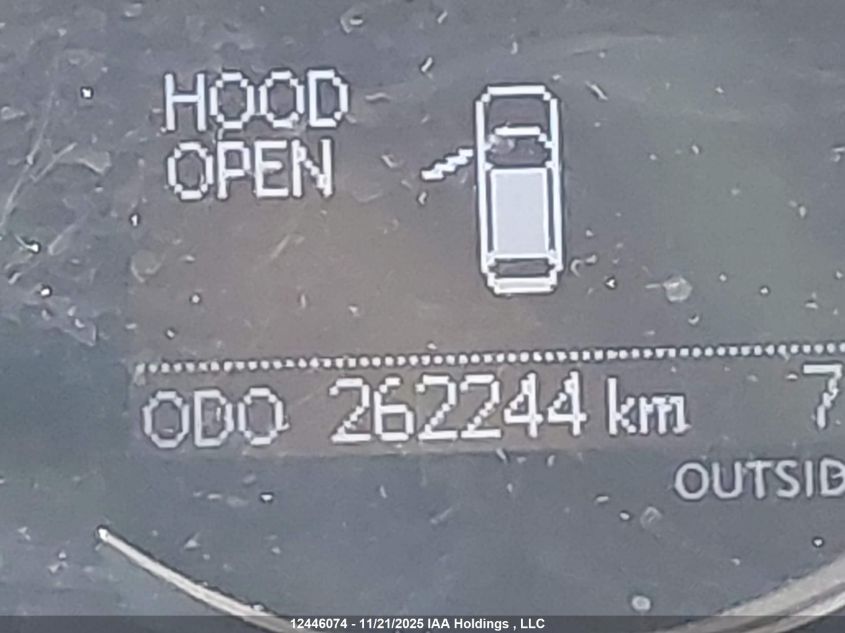 HOOD
OPEN
ODO 262244 km 7
OUTSID
12446074 - 11/21/2025 IAA Holdings , LLC